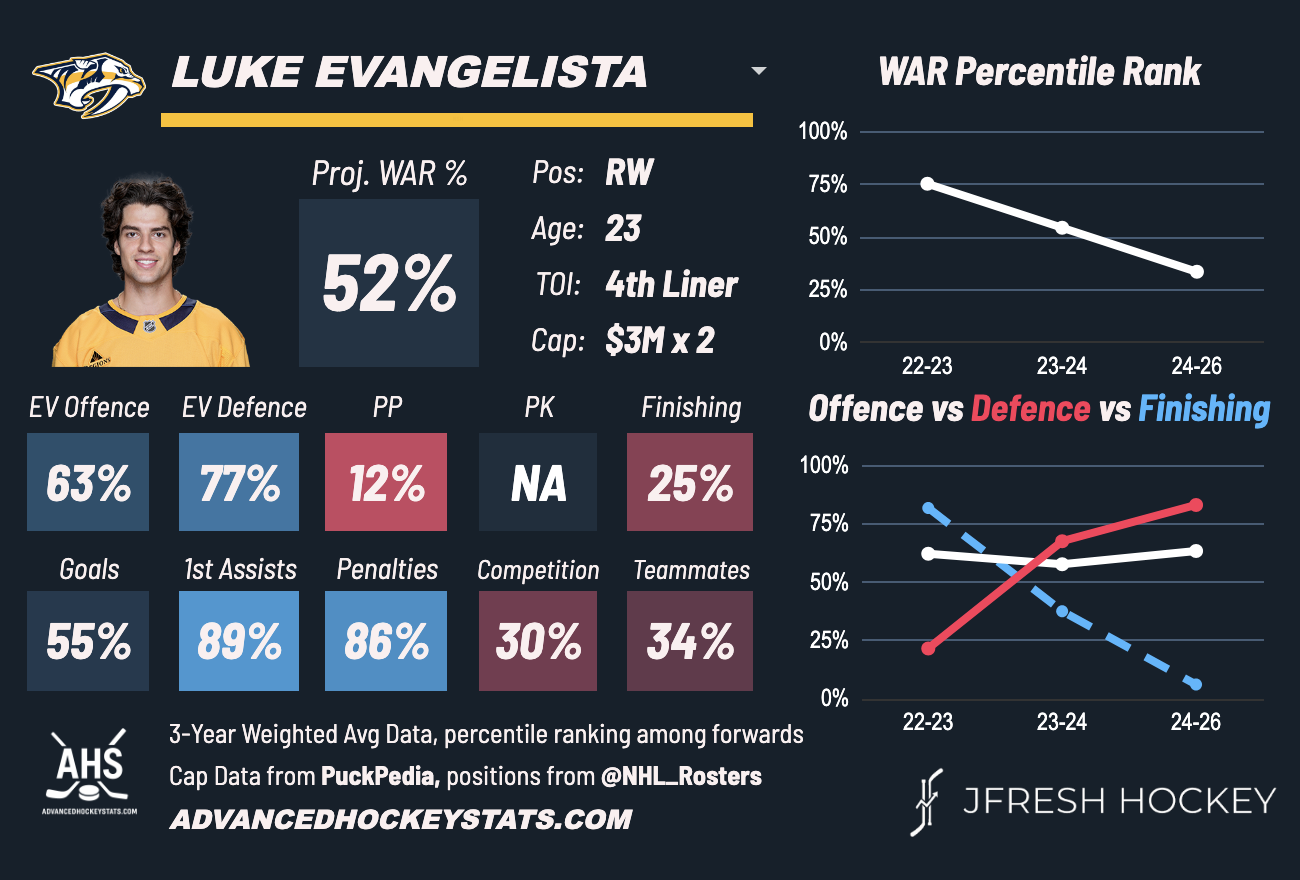 LUKE EVANGELISTA
Proj. WAR %
52%
Pos: RW
Age: 23
TOI: 4th Liner
Cap: $3M x 2
EV Offence EV Defence PP PK Finishing
63% 77% 12% NA 25%
Goals 1st Assists Penalties Competition Teammates
55% 89% 86% 30% 34%
WAR Percentile Rank
100%
75%
50%
25%
0%
22-23 23-24 24-26
Offence vs Defence vs Finishing
100%
75%
50%
25%
0%
22-23 23-24 24-26
AHS
ADVANCEDHOCKEYSTATS.COM
3-Year Weighted Avg Data, percentile ranking among forwards
Cap Data from PuckPedia, positions from @NHL_Rosters
ADVANCEDHOCKEYSTATS.COM
JFRESH HOCKEY